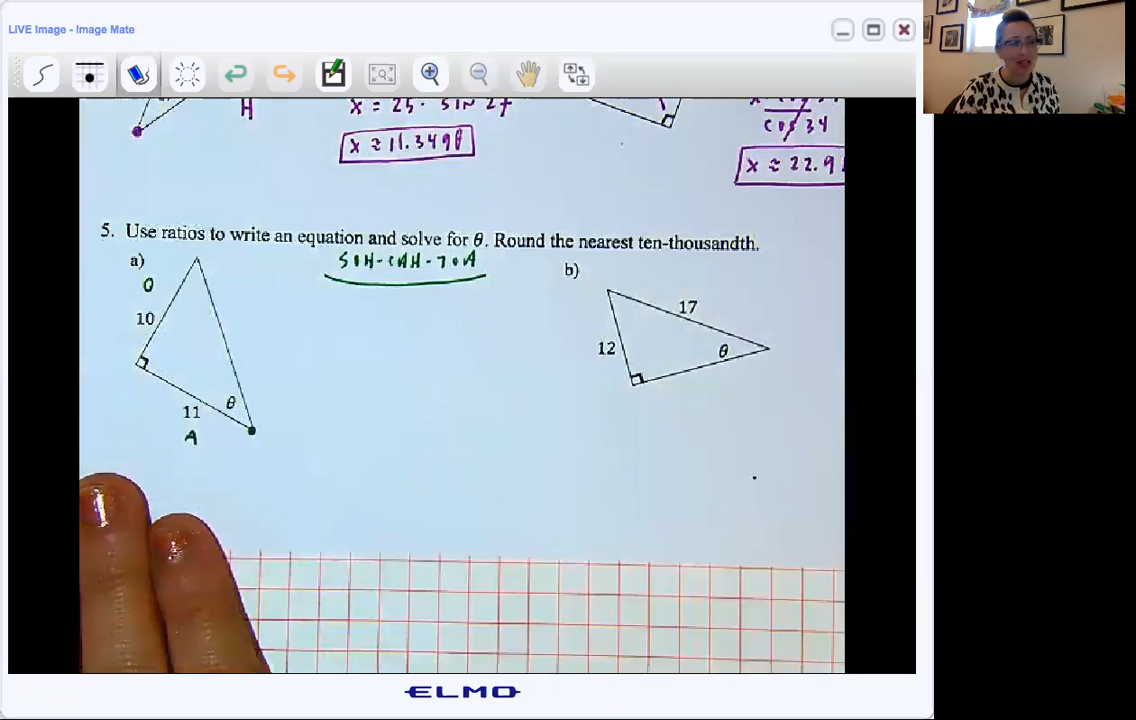 LIVE Image - Image Mate
H
x = 25 · sin 27
x ≈ 11.3498
cos 34
x ≈ 22.9
5. Use ratios to write an equation and solve for θ. Round the nearest ten-thousandth.
SOH-CAH-TOA
a)
O
10
11
θ
A
b)
17
12
θ
ELMO